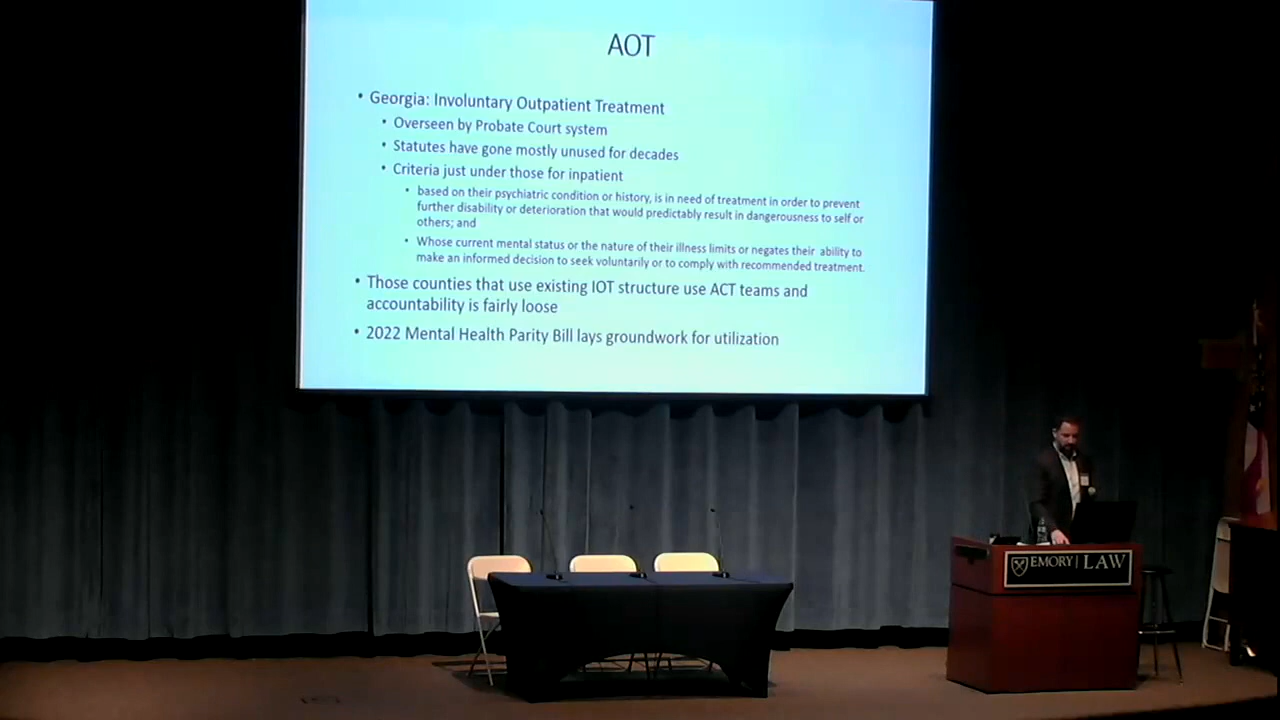 AOT
• Georgia: Involuntary Outpatient Treatment
• Overseen by Probate Court system
• Statutes have gone mostly unused for decades
• Criteria just under those for inpatient
• based on their psychiatric condition or history, is in need of treatment in order to prevent
further disability or deterioration that would predictably result in dangerousness to self or
others; and
• Whose current mental status or the nature of their illness limits or negates their ability to
make an informed decision to seek voluntarily or to comply with recommended treatment.
• Those counties that use existing IOT structure use ACT teams and
accountability is fairly loose
• 2022 Mental Health Parity Bill lays groundwork for utilization
EMORY | LAW